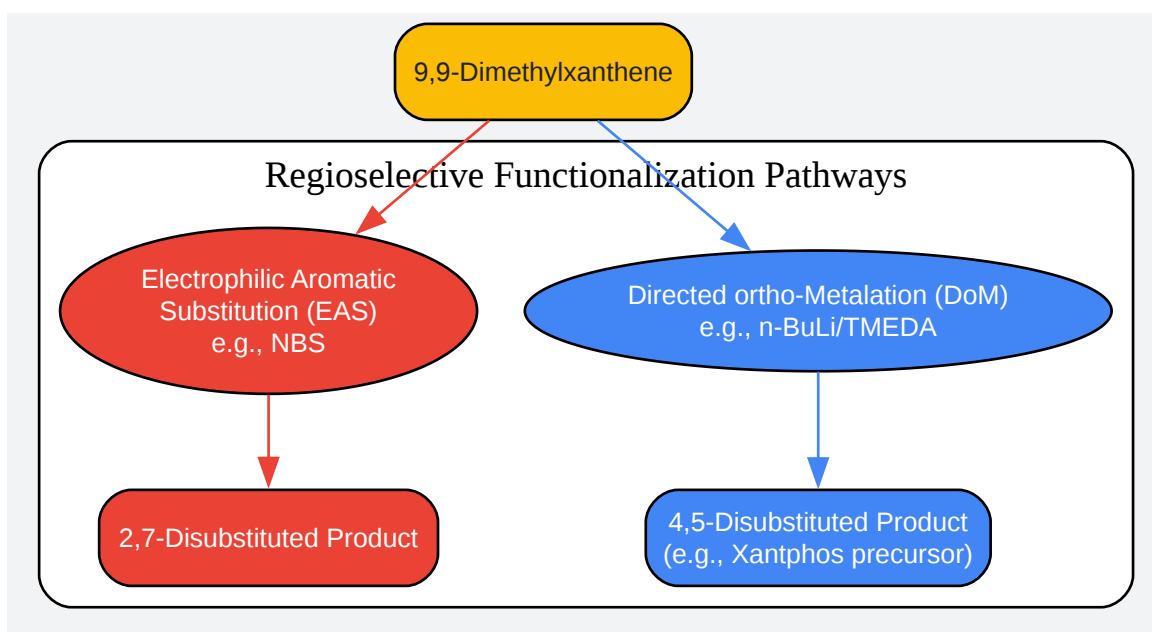 9,9-Dimethylxanthene
Regioselective Functionalization Pathways
Electrophilic Aromatic
Substitution (EAS)
e.g., NBS
Directed ortho-Metalation (DoM)
e.g., n-BuLi/TMEDA
2,7-Disubstituted Product
4,5-Disubstituted Product
(e.g., Xantphos precursor)